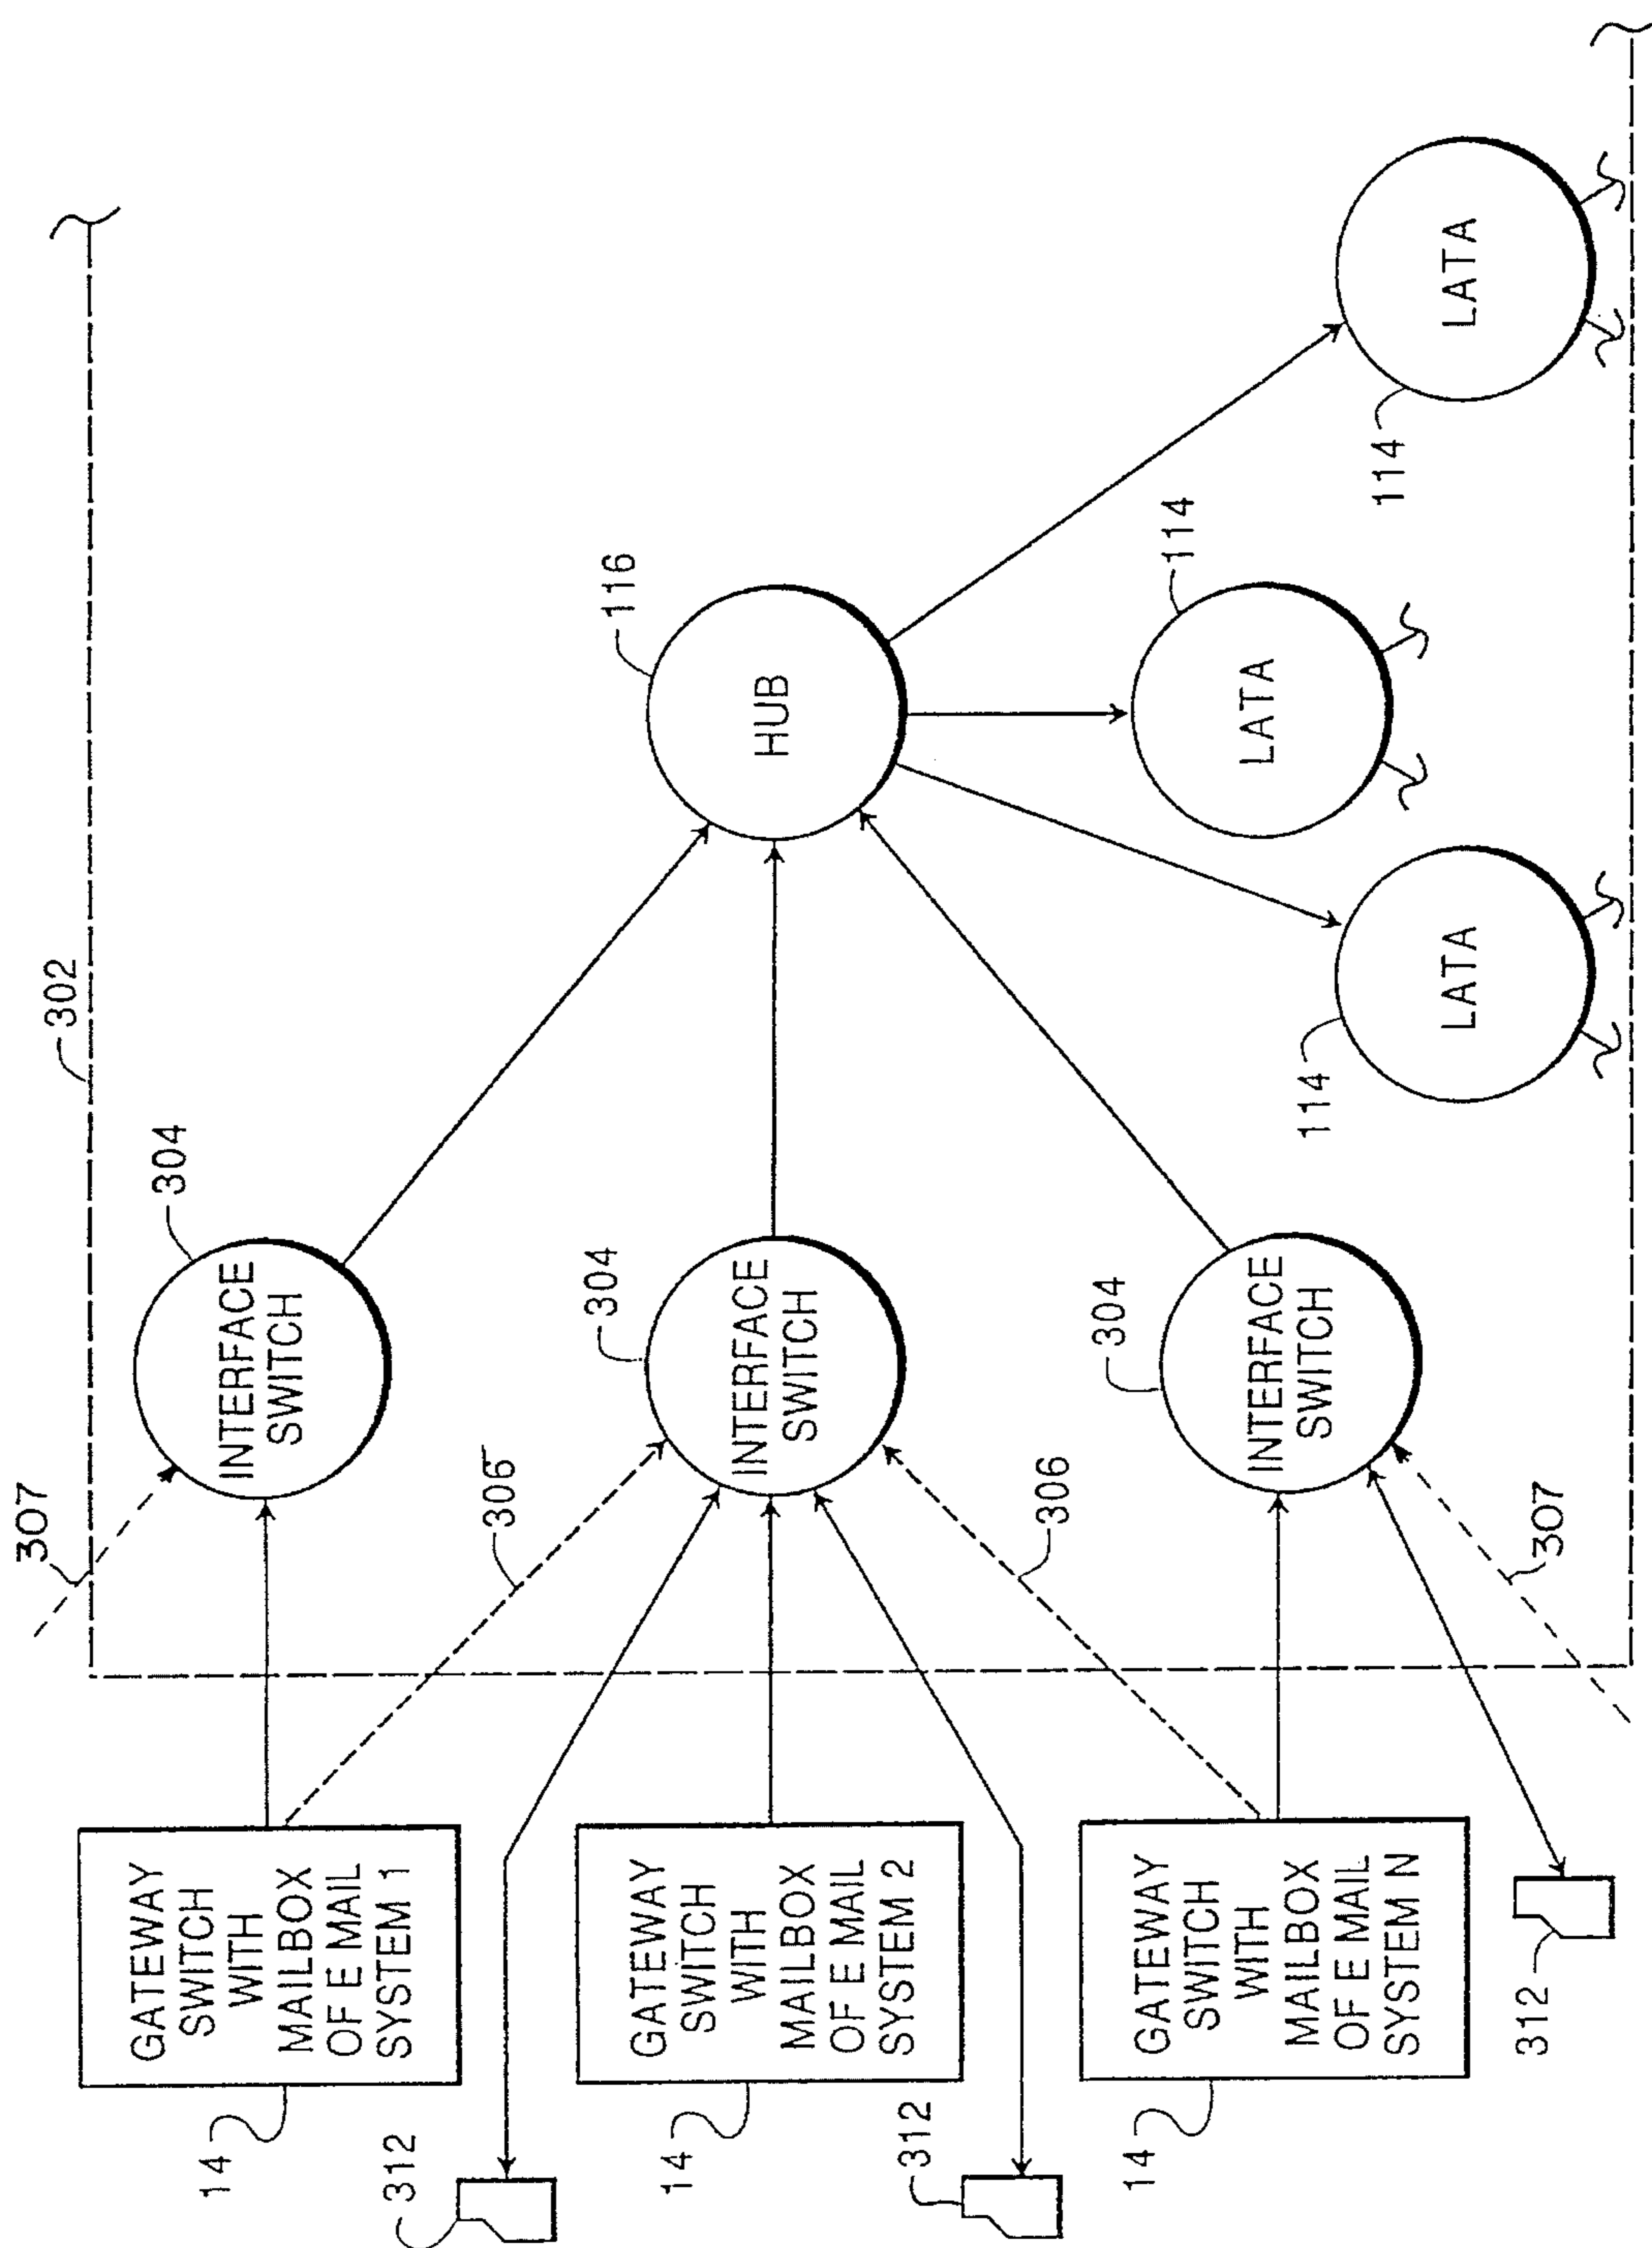 307
302
304
GATEWAY
SWITCH
WITH
MAILBOX
OF E MAIL
SYSTEM 1
14
INTERFACE
SWITCH
312
306
304
116
GATEWAY
SWITCH
WITH
MAILBOX
OF E MAIL
SYSTEM 2
14
INTERFACE
SWITCH
HUB
312
306
304
114
GATEWAY
SWITCH
WITH
MAILBOX
OF E MAIL
SYSTEM N
14
INTERFACE
SWITCH
LATA
114
114
LATA
LATA
312
307